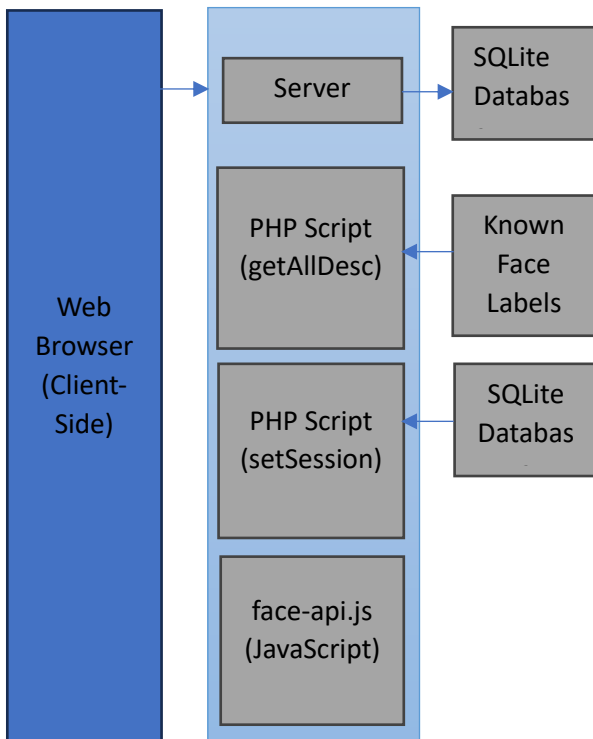 Web
Browser
(Client-
Side)
Server
PHP Script
(getAllDesc)
PHP Script
(setSession)
face-api.js
(JavaScript)
SQLite
Databas
Known
Face
Labels
SQLite
Databas